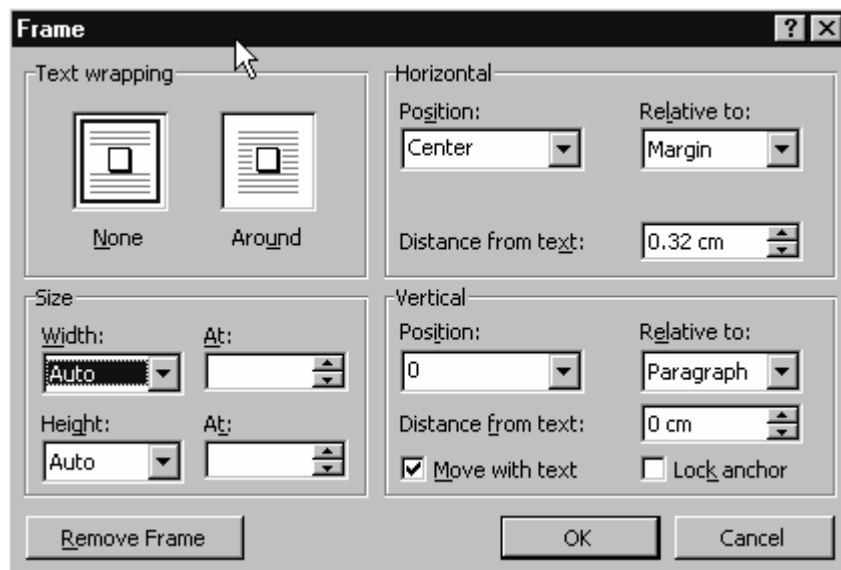 Frame
Text wrapping
None
Around
Horizontal
Position:
Relative to:
Center
Margin
Distance from text:
0.32 cm
Size
Width:
At:
Auto
Height:
At:
Auto
Vertical
Position:
Relative to:
0
Paragraph
Distance from text:
0 cm
Move with text
Lock anchor
Remove Frame
OK
Cancel